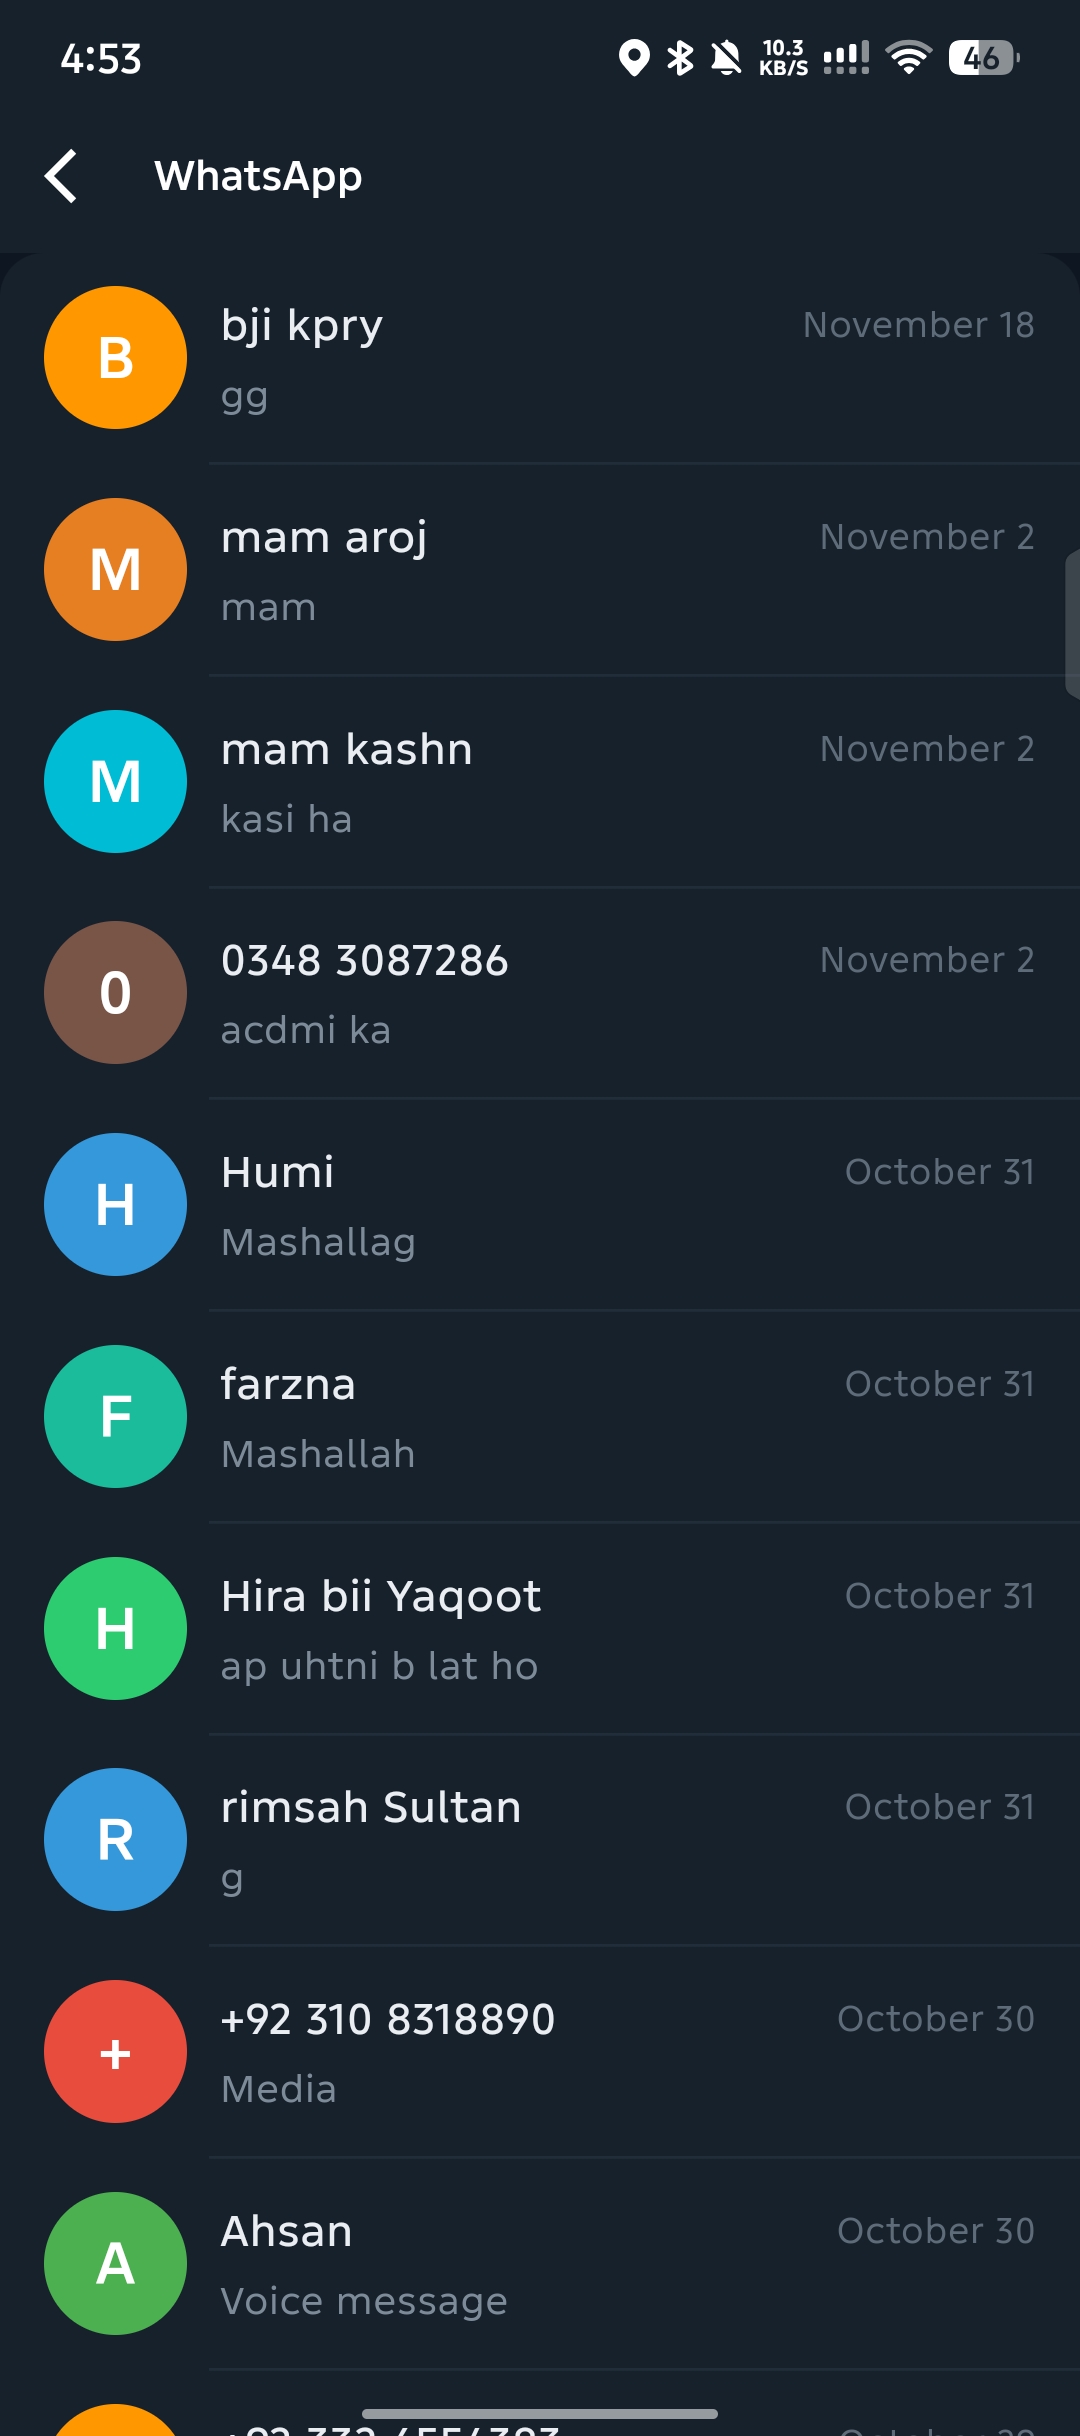 4:53
10.3
KB/S
46
WhatsApp
B
bji kpry
November 18
gg
M
mam aroj
November 2
mam
M
mam kashn
November 2
kasi ha
0
0348 3087286
November 2
acdmi ka
H
Humi
October 31
Mashallag
F
farzna
October 31
Mashallah
H
Hira bii Yaqoot
October 31
ap uhtni b lat ho
R
rimsah Sultan
October 31
g
+
+92 310 8318890
October 30
Media
A
Ahsan
October 30
Voice message